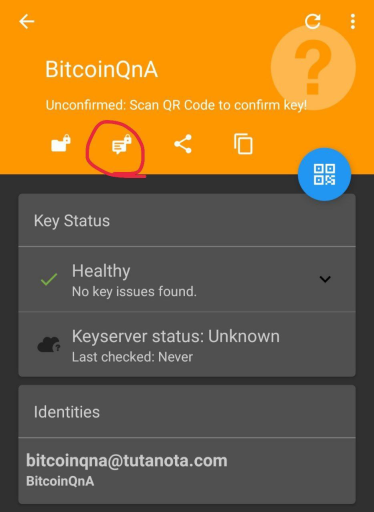 BitcoinQnA
Unconfirmed: Scan QR Code to confirm key!
Key Status
Healthy
No key issues found.
Keyserver status: Unknown
Last checked: Never
Identities
bitcoinqna@tutanota.com
BitcoinQnA